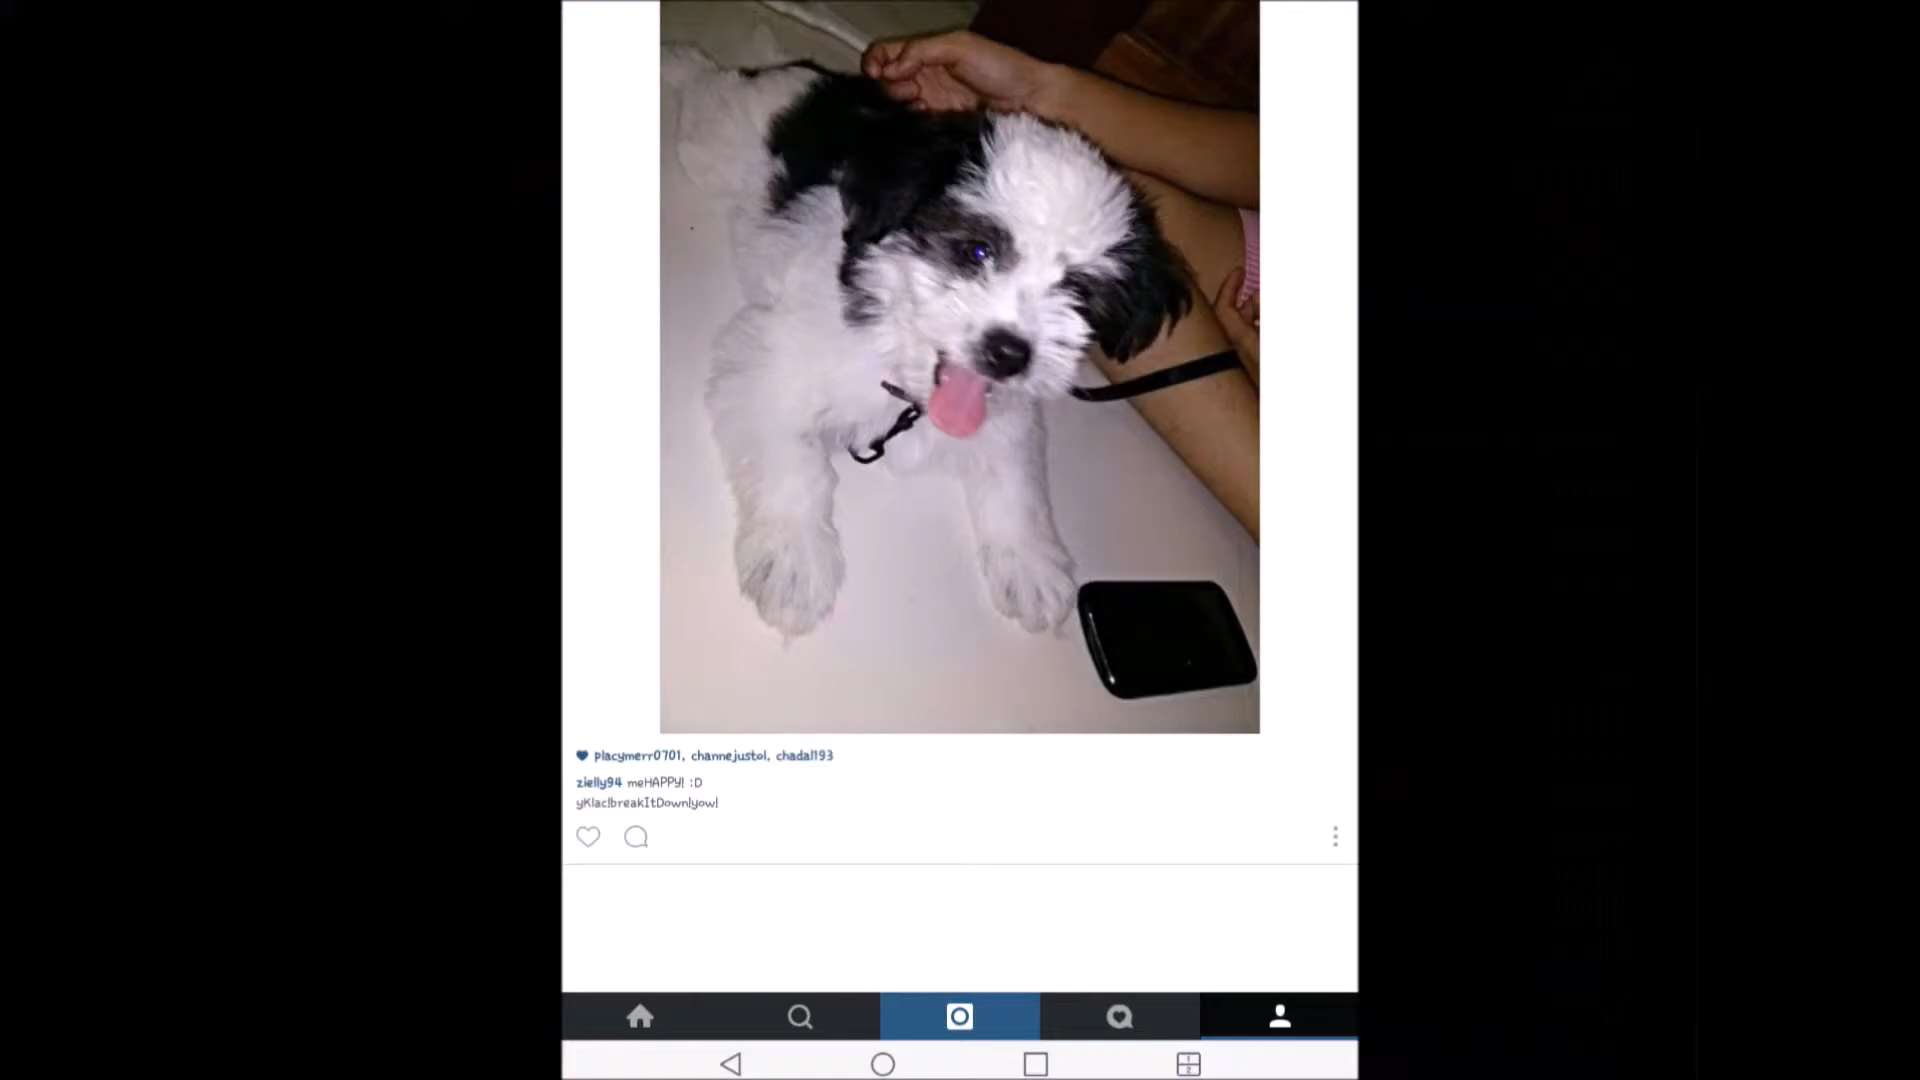 placymerr0701, channejustol, chadal193
zielly94 meHAPPY! :D
yKlac!breakItDown!yow!